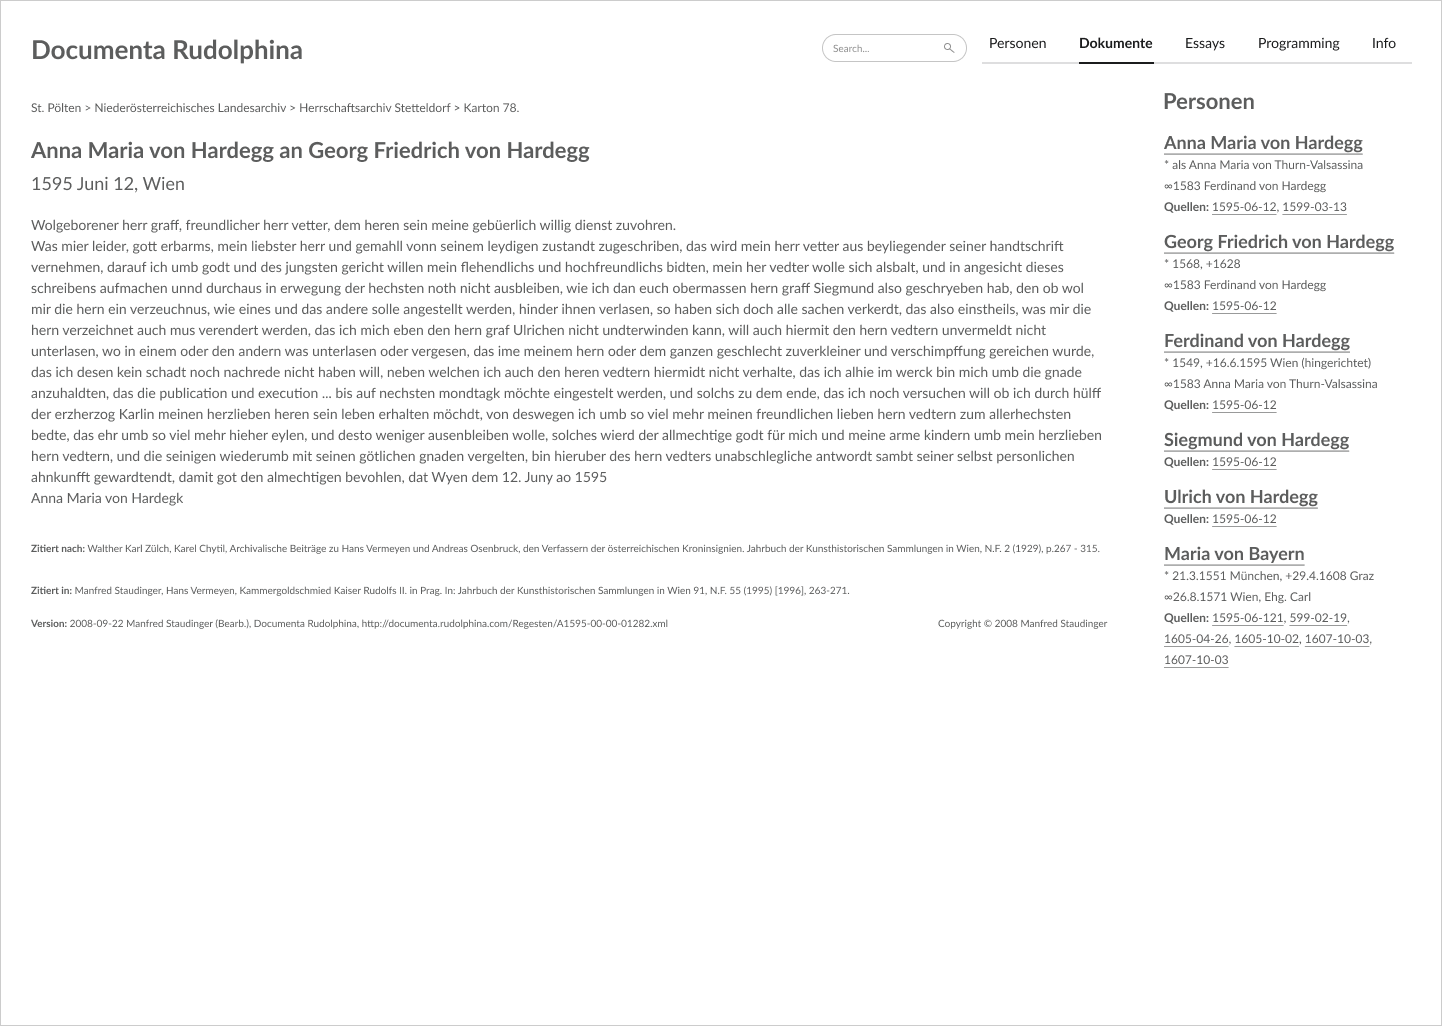 Documenta Rudolphina
Search...
Personen
Dokumente
Essays
Programming
Info
St. Pölten > Niederösterreichisches Landesarchiv > Herrschaftsarchiv Stetteldorf > Karton 78.
Anna Maria von Hardegg an Georg Friedrich von Hardegg
1595 Juni 12, Wien
Wolgeborener herr graff, freundlicher herr vetter, dem heren sein meine gebüerlich willig dienst zuvohren.
Was mier leider, gott erbarms, mein liebster herr und gemahll vonn seinem leydigen zustandt zugeschriben, das wird mein herr vetter aus beyliegender seiner handtschrift
vernehmen, darauf ich umb godt und des jungsten gericht willen mein flehendlichs und hochfreundlichs bidten, mein her vedter wolle sich alsbalt, und in angesicht dieses
schreibens aufmachen unnd durchaus in erwegung der hechsten noth nicht ausbleiben, wie ich dan euch obermassen hern graff Siegmund also geschryeben hab, den ob wol
mir die hern ein verzeuchnus, wie eines und das andere solle angestellt werden, hinder ihnen verlasen, so haben sich doch alle sachen verkerdt, das also einstheils, was mir die
hern verzeichnet auch mus verendert werden, das ich mich eben den hern graf Ulrichen nicht undterwinden kann, will auch hiermit den hern vedtern unvermeldt nicht
unterlasen, wo in einem oder den andern was unterlasen oder vergesen, das ime meinem hern oder dem ganzen geschlecht zuverkleiner und verschimpffung gereichen wurde,
das ich desen kein schadt noch nachrede nicht haben will, neben welchen ich auch den heren vedtern hiermidt nicht verhalte, das ich alhie im werck bin mich umb die gnade
anzuhaldten, das die publication und execution ... bis auf nechsten mondtagk möchte eingestelt werden, und solchs zu dem ende, das ich noch versuchen will ob ich durch hülff
der erzherzog Karlin meinen herzlieben heren sein leben erhalten möchdt, von deswegen ich umb so viel mehr meinen freundlichen lieben hern vedtern zum allerhechsten
bedte, das ehr umb so viel mehr hieher eylen, und desto weniger ausenbleiben wolle, solches wierd der allmechtige godt für mich und meine arme kindern umb mein herzlieben
hern vedtern, und die seinigen wiederumb mit seinen götlichen gnaden vergelten, bin hieruber des hern vedters unabschlegliche antwordt sambt seiner selbst personlichen
ahnkunfft gewardtendt, damit got den almechtigen bevohlen, dat Wyen dem 12. Juny ao 1595
Anna Maria von Hardegk
Zitiert nach: Walther Karl Zülch, Karel Chytil, Archivalische Beiträge zu Hans Vermeyen und Andreas Osenbruck, den Verfassern der österreichischen Kroninsignien. Jahrbuch der Kunsthistorischen Sammlungen in Wien, N.F. 2 (1929), p.267 - 315.
Zitiert in: Manfred Staudinger, Hans Vermeyen, Kammergoldschmied Kaiser Rudolfs II. in Prag. In: Jahrbuch der Kunsthistorischen Sammlungen in Wien 91, N.F. 55 (1995) [1996], 263-271.
Version: 2008-09-22 Manfred Staudinger (Bearb.), Documenta Rudolphina, http://documenta.rudolphina.com/Regesten/A1595-00-00-01282.xml
Copyright © 2008 Manfred Staudinger
Personen
Anna Maria von Hardegg
* als Anna Maria von Thurn-Valsassina
∞1583 Ferdinand von Hardegg
Quellen: 1595-06-12, 1599-03-13
Georg Friedrich von Hardegg
* 1568, +1628
∞1583 Ferdinand von Hardegg
Quellen: 1595-06-12
Ferdinand von Hardegg
* 1549, +16.6.1595 Wien (hingerichtet)
∞1583 Anna Maria von Thurn-Valsassina
Quellen: 1595-06-12
Siegmund von Hardegg
Quellen: 1595-06-12
Ulrich von Hardegg
Quellen: 1595-06-12
Maria von Bayern
* 21.3.1551 München, +29.4.1608 Graz
∞26.8.1571 Wien, Ehg. Carl
Quellen: 1595-06-121, 599-02-19,
1605-04-26, 1605-10-02, 1607-10-03,
1607-10-03